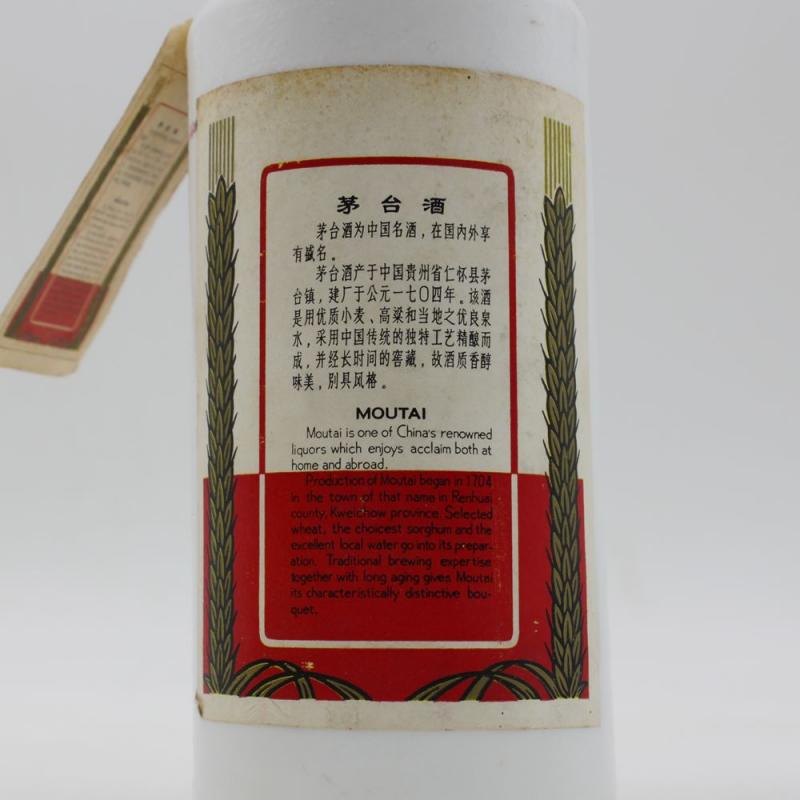 茅台酒
茅台酒为中国名酒，在国内外享
有盛名。
茅台酒产于中国贵州省仁怀县茅
台镇，建厂于公元一七〇四年。该酒
是用优质小麦、高粱和当地之优良泉
水，采用中国传统的独特工艺精酿而
成，并经长时间的窖藏，故酒质香醇
味美，别具风格。
MOUTAI
Moutai is one of China's renowned
liquors which enjoys acclaim both at
home and abroad.
Production of Moutai began in 1704
in the town of that name in Renhuai
county, Kweichow province. Selected
wheat, the choicest sorghum and the
excellent local water go into its prepar-
ation. Traditional brewing expertise
together with long aging gives Moutai
its characteristically distinctive bou-
quet.